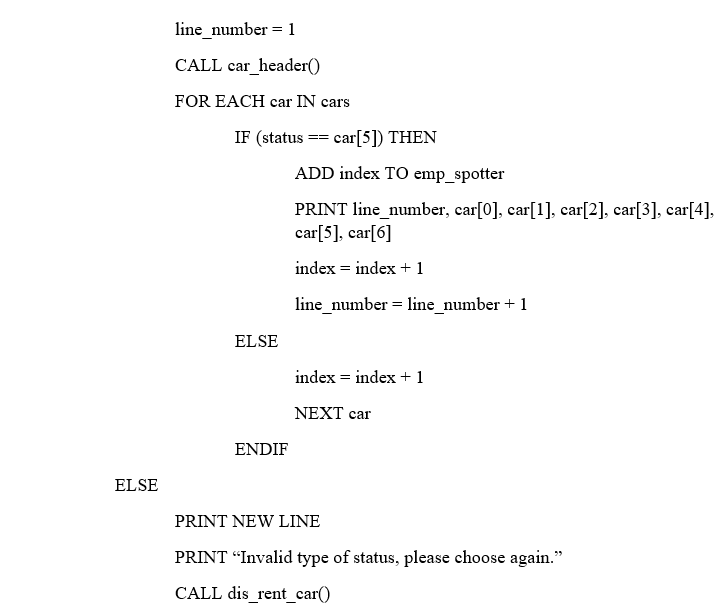 line_number = 1
CALL car_header()
FOR EACH car IN cars
IF (status == car[5]) THEN
ADD index TO emp_spotter
PRINT line_number, car[0], car[1], car[2], car[3], car[4],
car[5], car[6]
index = index + 1
line_number = line_number + 1
ELSE
index = index + 1
NEXT car
ENDIF
ELSE
PRINT NEW LINE
PRINT “Invalid type of status, please choose again.”
CALL dis_rent_car()